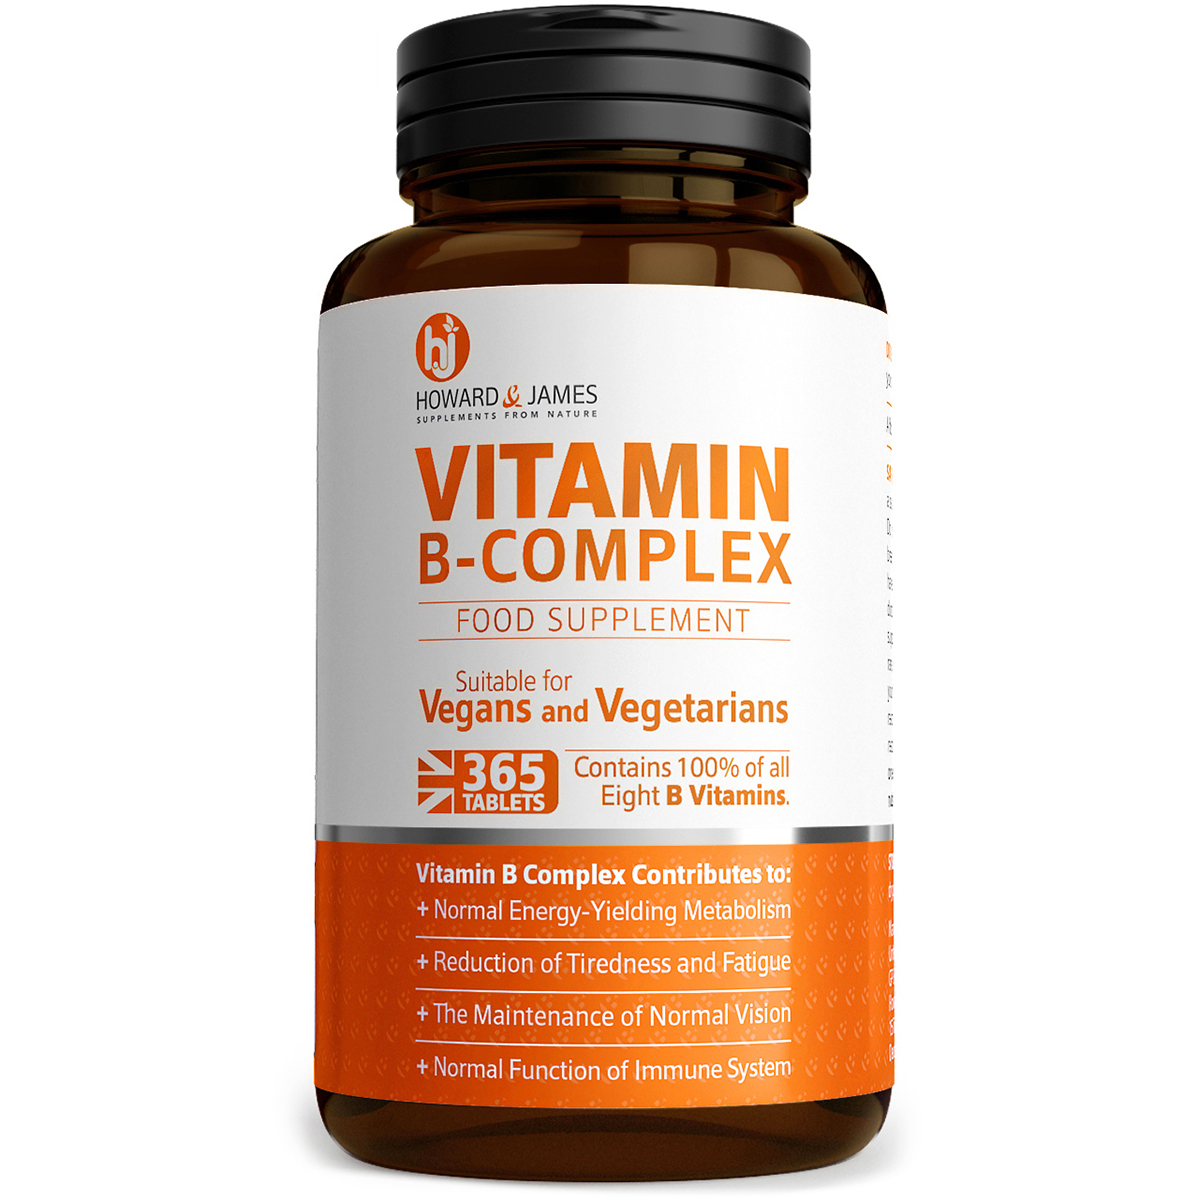 hj
HOWARD & JAMES
SUPPLEMENTS FROM NATURE
VITAMIN
B-COMPLEX
FOOD SUPPLEMENT
Suitable for
Vegans and Vegetarians
365
TABLETS
Contains 100% of all
Eight B Vitamins.
Vitamin B Complex Contributes to:
+ Normal Energy-Yielding Metabolism
+ Reduction of Tiredness and Fatigue
+ The Maintenance of Normal Vision
+ Normal Function of Immune System